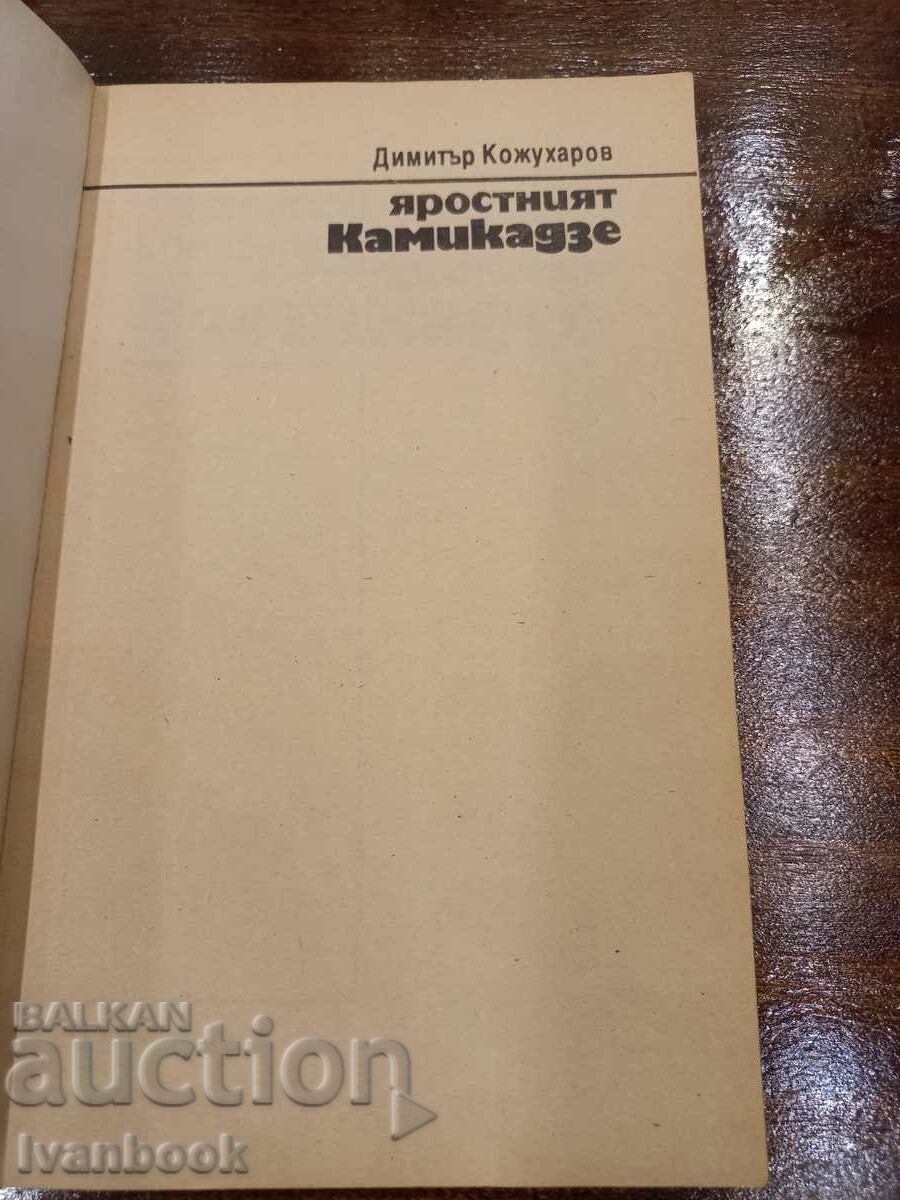 Димитър Кожухаров
яростният
Камикадзе
BALKAN
auction
Ivanbook